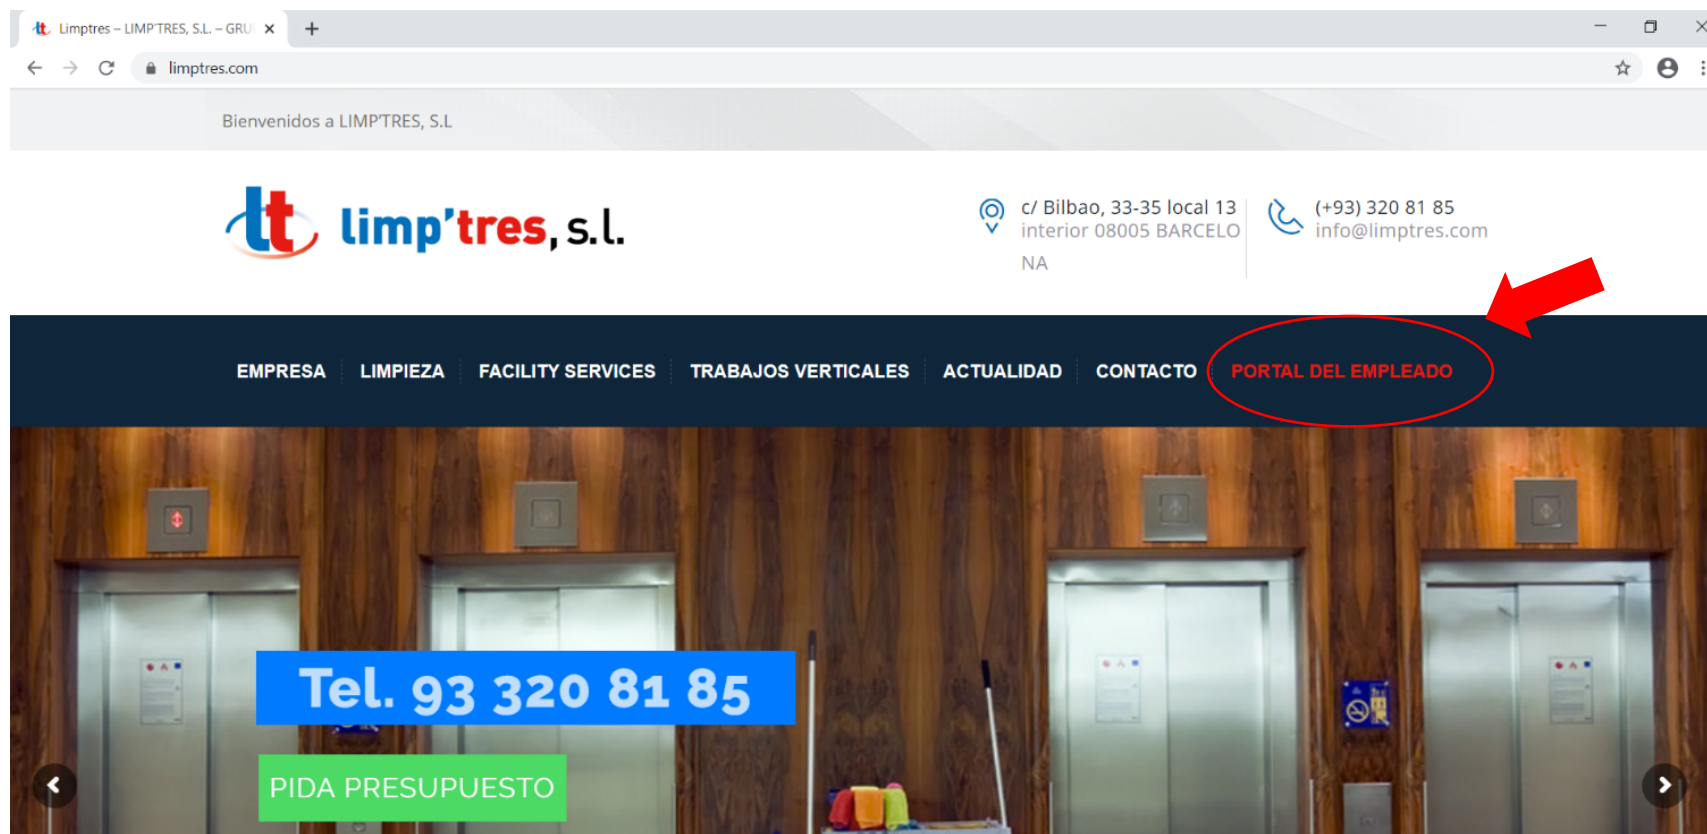 Limptres – LIMP'TRES, S.L. – GRU
limptres.com
Bienvenidos a LIMP'TRES, S.L
lt limp'tres, s.l.
c/ Bilbao, 33-35 local 13
interior 08005 BARCELO
NA
(+93) 320 81 85
info@limptres.com
EMPRESA LIMPIEZA FACILITY SERVICES TRABAJOS VERTICALES ACTUALIDAD CONTACTO PORTAL DEL EMPLEADO
Tel. 93 320 81 85
PIDA PRESUPUESTO